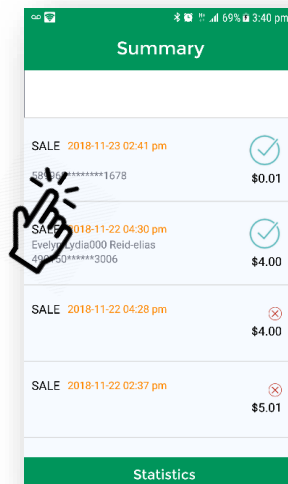 69% 3:40 pm
Summary
SALE 2018-11-23 02:41 pm
********1678
$0.01
SALE 2018-11-22 04:30 pm
Evelyn Lydia000 Reid-elias
******3006
$4.00
SALE 2018-11-22 04:28 pm
$4.00
SALE 2018-11-22 02:37 pm
$5.01
Statistics